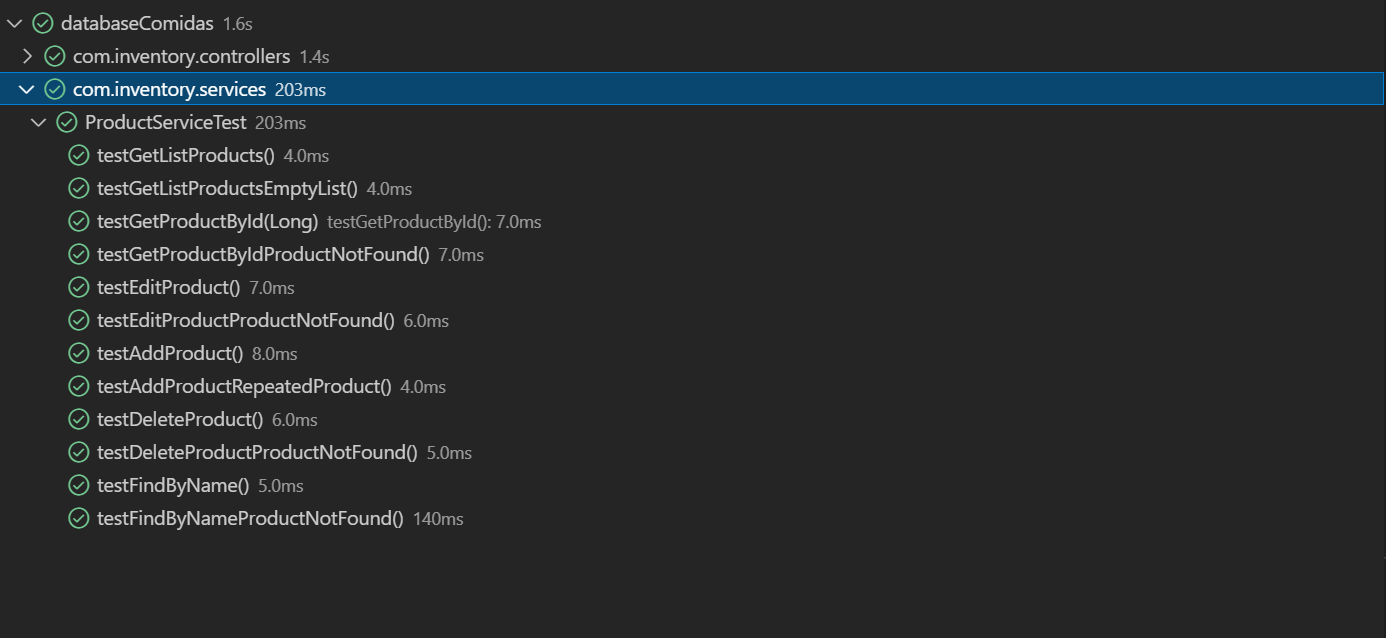 databaseComidas 1.6s
com.inventory.controllers 1.4s
com.inventory.services 203ms
ProductServiceTest 203ms
testGetListProducts() 4.0ms
testGetListProductsEmptyList() 4.0ms
testGetProductById(Long) testGetProductById(): 7.0ms
testGetProductByIdProductNotFound() 7.0ms
testEditProduct() 7.0ms
testEditProductProductNotFound() 6.0ms
testAddProduct() 8.0ms
testAddProductRepeatedProduct() 4.0ms
testDeleteProduct() 6.0ms
testDeleteProductProductNotFound() 5.0ms
testFindByName() 5.0ms
testFindByNameProductNotFound() 140ms